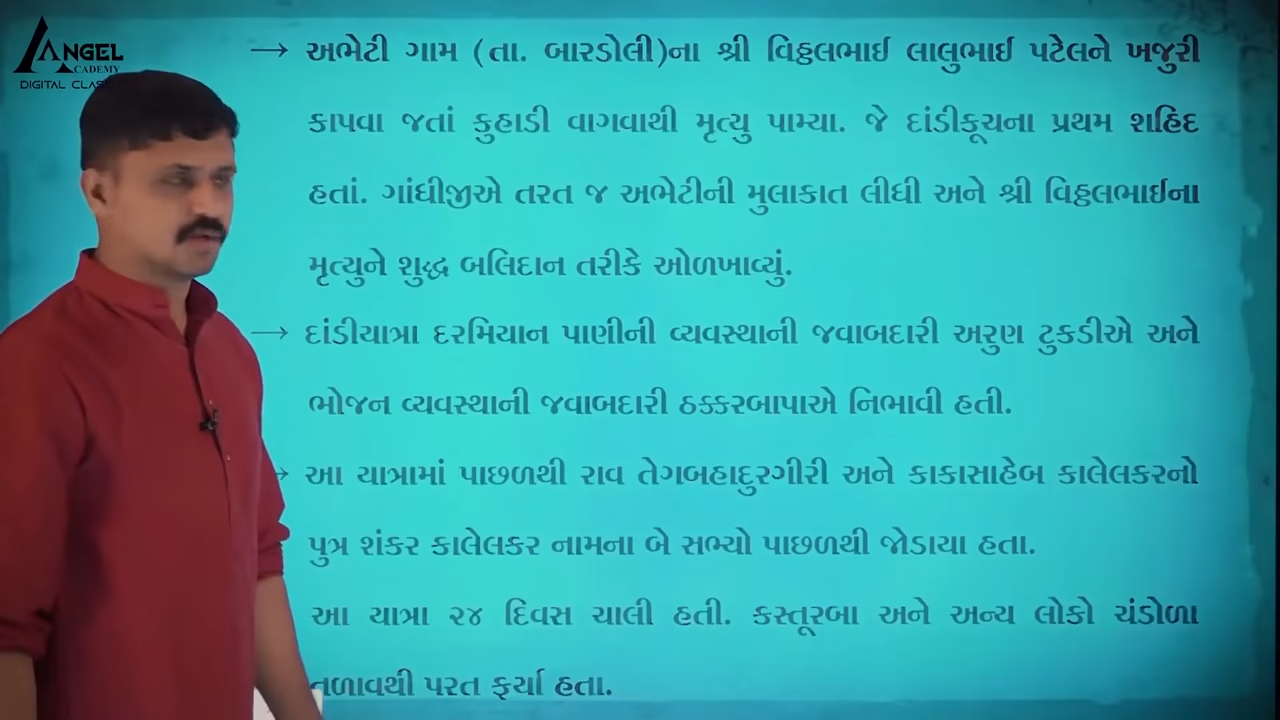 ANGEL
ACADEMY
DIGITAL CLASS
→ અભેટી ગામ (તા. બારડોલી)ના શ્રી વિઠ્ઠલભાઈ લાલુભાઈ પટેલને ખજુરી
કાપવા જતાં કુહાડી વાગવાથી મૃત્યુ પામ્યા. જે દાંડીકૂચના પ્રથમ શહિદ
હતાં. ગાંધીજીએ તરત જ અભેટીની મુલાકાત લીધી અને શ્રી વિઠ્ઠલભાઈના
મૃત્યુને શુદ્ધ બલિદાન તરીકે ઓળખાવ્યું.
→ દાંડીયાત્રા દરમિયાન પાણીની વ્યવસ્થાની જવાબદારી અરુણ ટુકડીએ અને
ભોજન વ્યવસ્થાની જવાબદારી ઠક્કરબાપાએ નિભાવી હતી.
→ આ યાત્રામાં પાછળથી રાવ તેગબહાદુરગીરી અને કાકાસાહેબ કાલેલકરનો
પુત્ર શંકર કાલેલકર નામના બે સભ્યો પાછળથી જોડાયા હતા.
આ યાત્રા ૨૪ દિવસ ચાલી હતી. કસ્તૂરબા અને અન્ય લોકો ચંડોળા
તળાવથી પરત ફર્યા હતા.